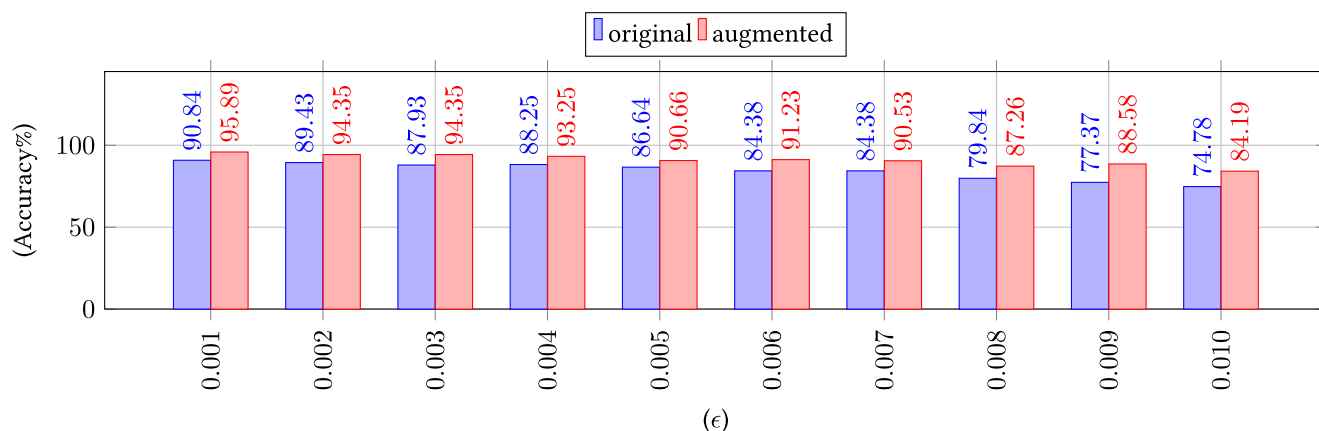 original augmented
90.84 95.89 89.43 94.35 87.93 94.35 88.25 93.25 86.64 90.66 84.38 91.23 84.38 90.53 79.84 87.26 77.37 88.58 74.78 84.19
(Accuracy%)
100
50
0
0.001 0.002 0.003 0.004 0.005 0.006 0.007 0.008 0.009 0.010
(ϵ)